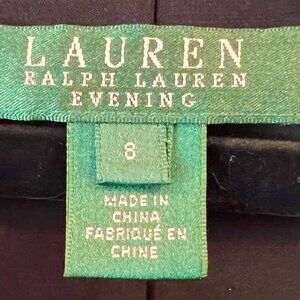 LAUREN
RALPH LAUREN
EVENING
8
MADE IN
CHINA
FABRIQUÉ EN
CHINE